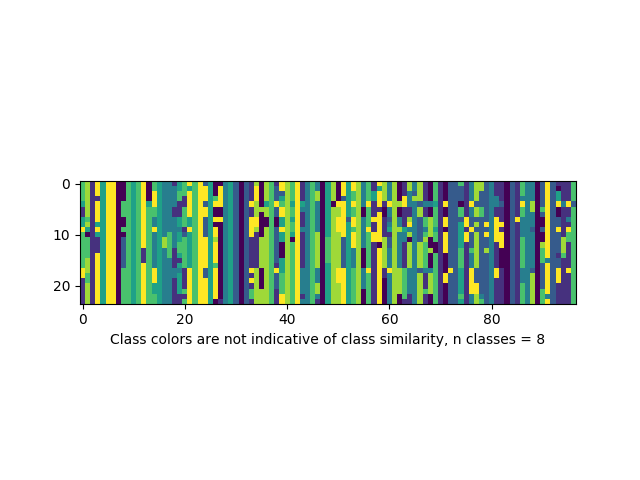 0
10
20
0 20 40 60 80
Class colors are not indicative of class similarity, n classes = 8